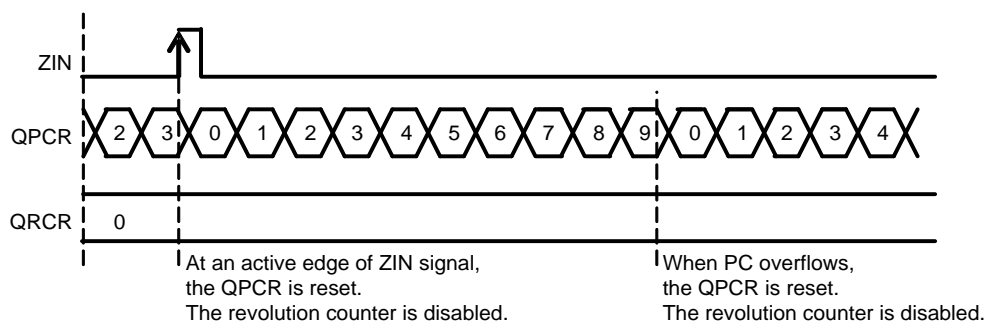 ZIN
QPCR 2 3 0 1 2 3 4 5 6 7 8 9 0 1 2 3 4
QRCR 0
At an active edge of ZIN signal,
the QPCR is reset.
The revolution counter is disabled.
When PC overflows,
the QPCR is reset.
The revolution counter is disabled.